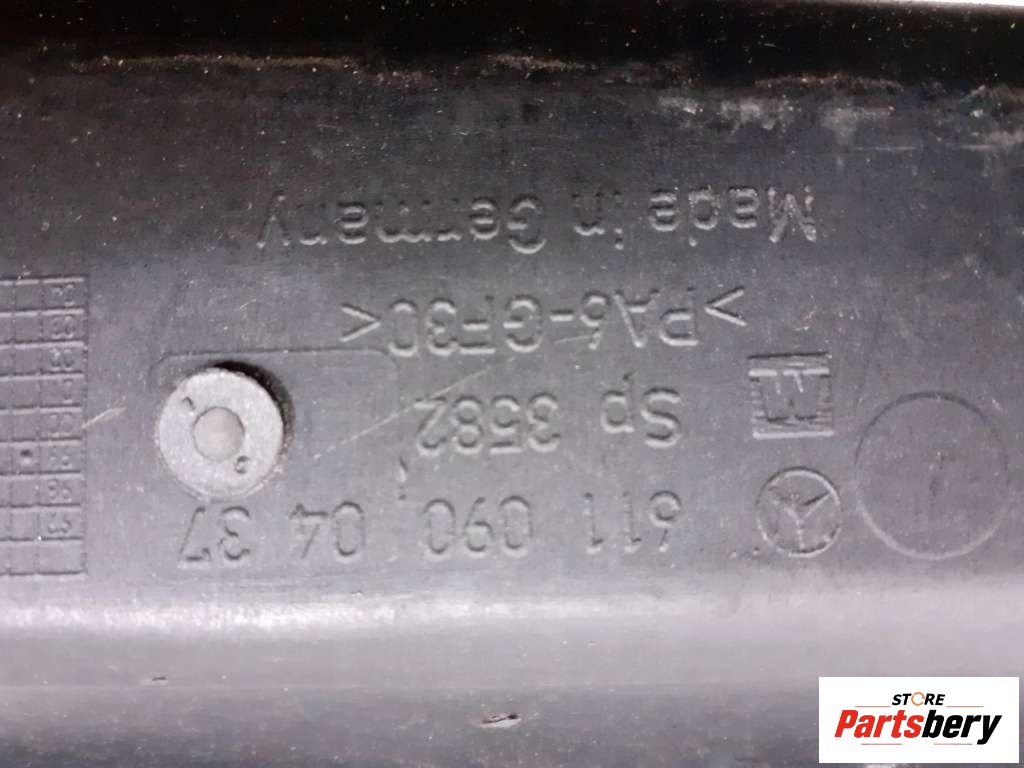 Made in Germany
>PA6-GF30<
Sp 3582
611 090 04 37
STORE
Partsbery